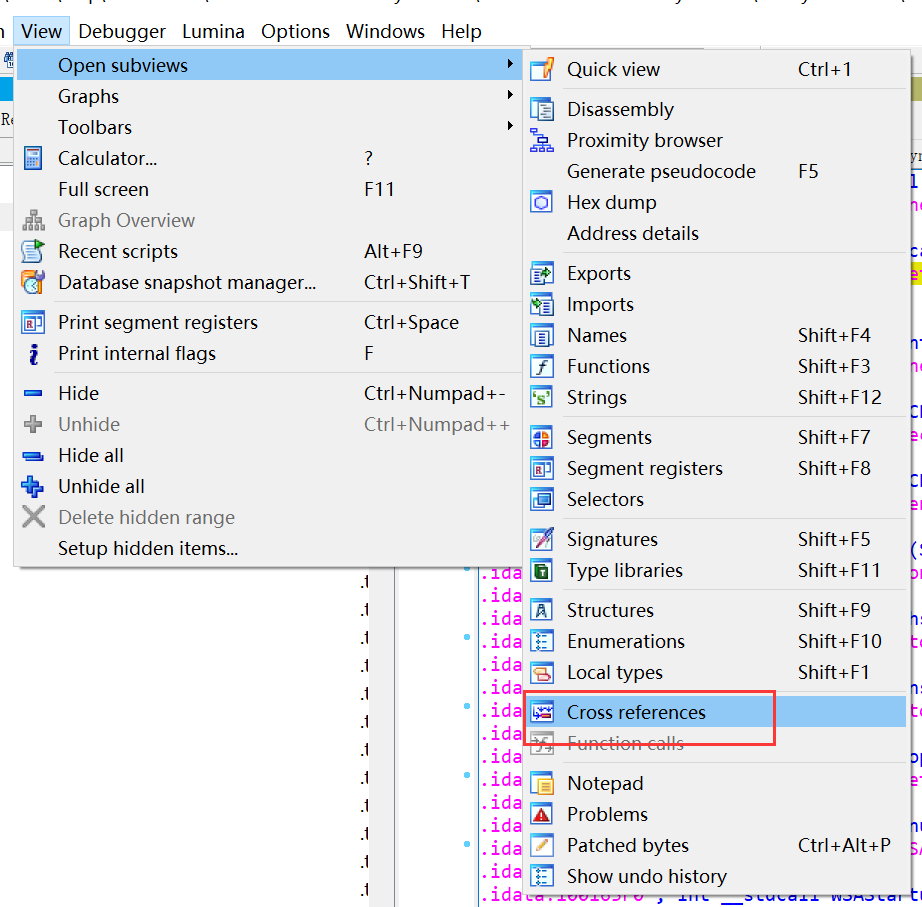 View Debugger Lumina Options Windows Help
Open subviews
Graphs
Toolbars
Calculator... ?
Full screen F11
Graph Overview
Recent scripts Alt+F9
Database snapshot manager... Ctrl+Shift+T
Print segment registers Ctrl+Space
Print internal flags F
Hide Ctrl+Numpad+-
Unhide Ctrl+Numpad++
Hide all
Unhide all
Delete hidden range
Setup hidden items...
Quick view Ctrl+1
Disassembly
Proximity browser
Generate pseudocode F5
Hex dump
Address details
Exports
Imports
Names Shift+F4
Functions Shift+F3
Strings Shift+F12
Segments Shift+F7
Segment registers Shift+F8
Selectors
Signatures Shift+F5
Type libraries Shift+F11
Structures Shift+F9
Enumerations Shift+F10
Local types Shift+F1
Cross references
Function calls
Notepad
Problems
Patched bytes Ctrl+Alt+P
Show undo history
.ida
.ida
.ida
.ida
.ida
.ida
.ida
.ida
.ida
.ida
.ida
.ida
.ida
.ida